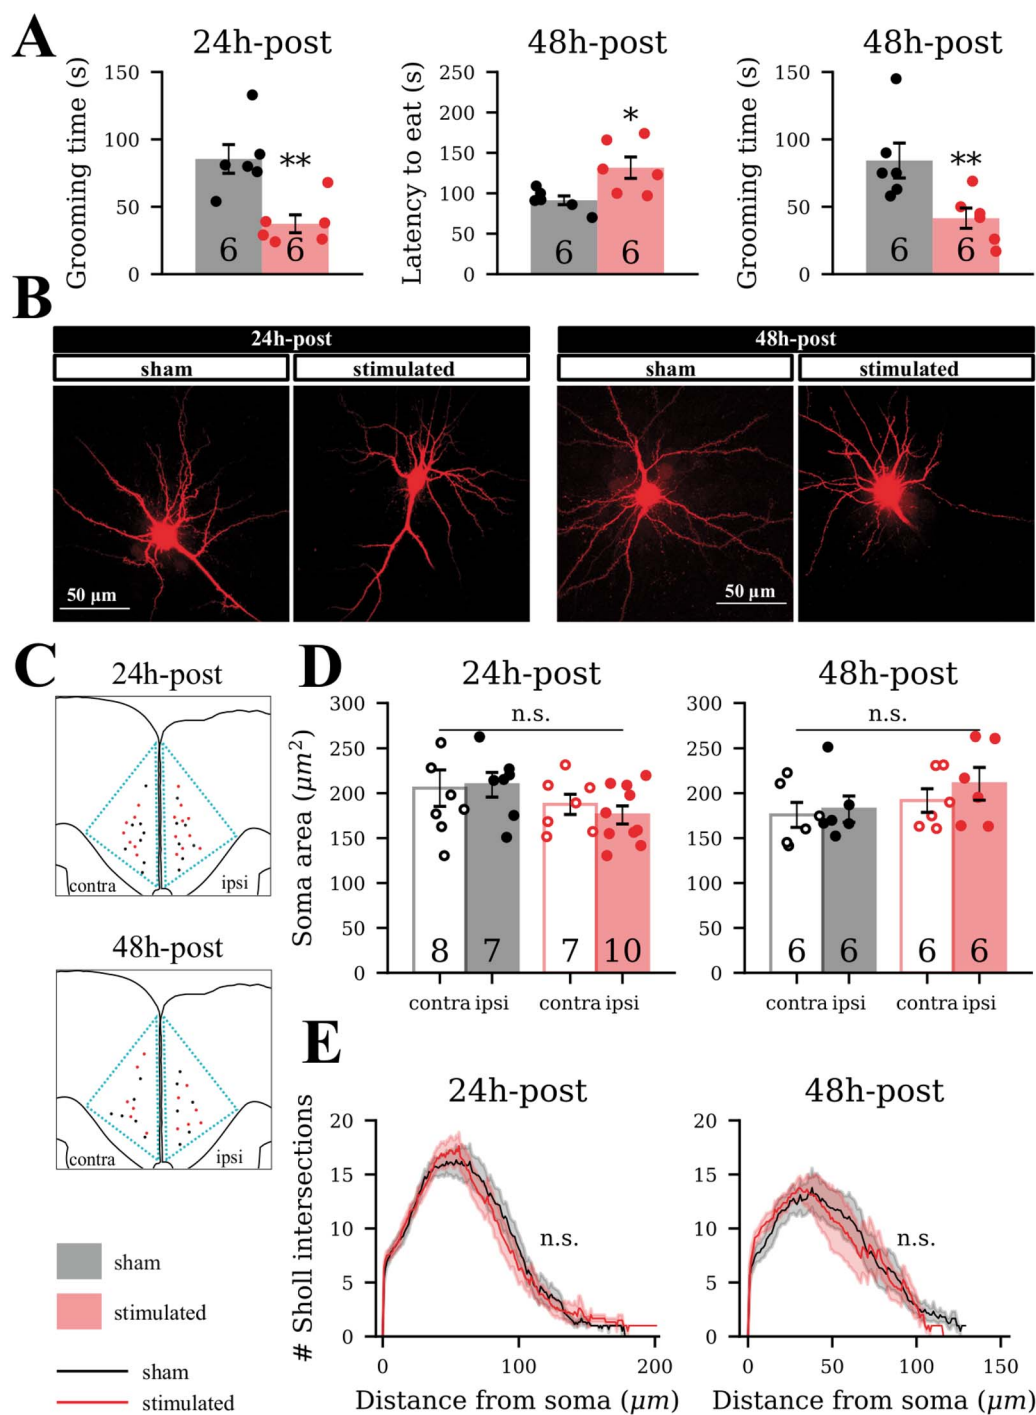 A
24h-post
Grooming time (s)
150
100
50
0
**
6
6
48h-post
Latency to eat (s)
250
200
150
100
50
0
*
6
6
48h-post
Grooming time (s)
150
100
50
0
**
6
6
B
24h-post
sham
stimulated
50 μm
48h-post
sham
stimulated
50 μm
C
24h-post
contra
ipsi
48h-post
contra
ipsi
sham
stimulated
sham
stimulated
D
24h-post
Soma area (μm²)
300
250
200
150
100
50
0
n.s.
8
7
7
10
contra ipsi
contra ipsi
48h-post
300
250
200
150
100
50
0
n.s.
6
6
6
6
contra ipsi
contra ipsi
E
24h-post
# Sholl intersections
20
15
10
5
0
n.s.
0
100
200
Distance from soma (μm)
48h-post
20
15
10
5
0
n.s.
0
50
100
150
Distance from soma (μm)